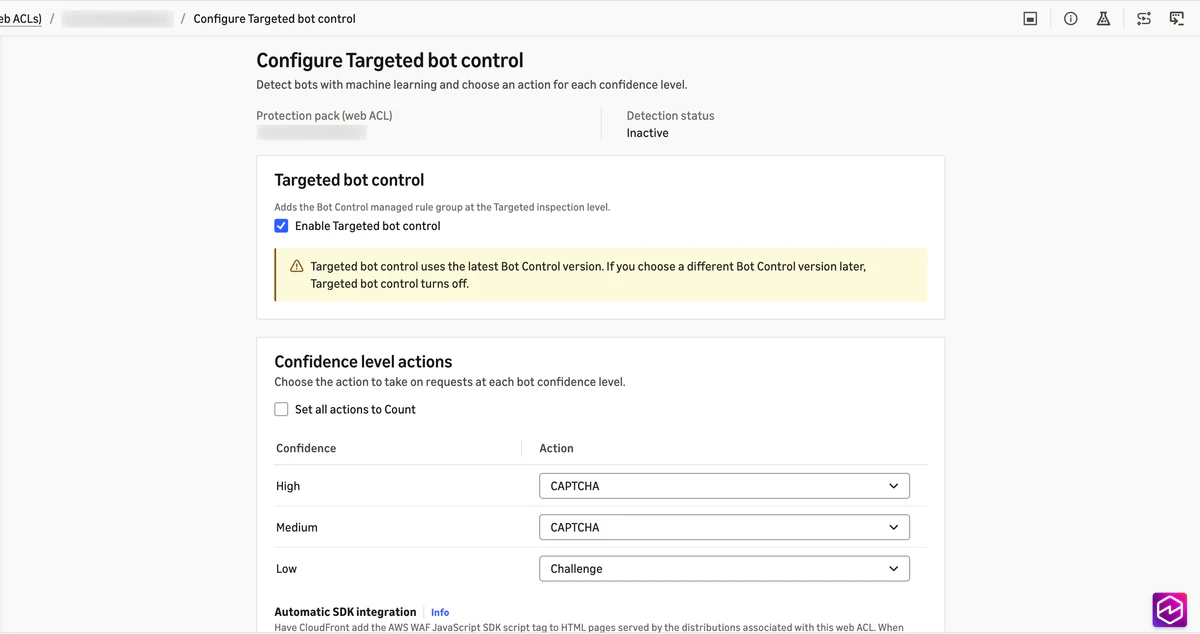 eb ACLs) / / Configure Targeted bot control
Configure Targeted bot control
Detect bots with machine learning and choose an action for each confidence level.
Protection pack (web ACL)
Detection status
Inactive
Targeted bot control
Adds the Bot Control managed rule group at the Targeted inspection level.
Enable Targeted bot control
Targeted bot control uses the latest Bot Control version. If you choose a different Bot Control version later,
Targeted bot control turns off.
Confidence level actions
Choose the action to take on requests at each bot confidence level.
Set all actions to Count
Confidence Action
High CAPTCHA
Medium CAPTCHA
Low Challenge
Automatic SDK integration Info
Have CloudFront add the AWS WAF JavaScript SDK script tag to HTML pages served by the distributions associated with this web ACL. When